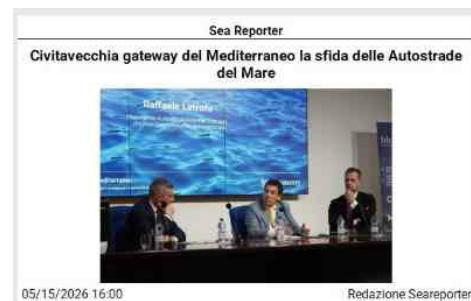 Sea Reporter
Civitavecchia gateway del Mediterraneo la sfida delle Autostrade
del Mare
Raffaele Latrofa
05/15/2026 16:00
Redazione Seareporter